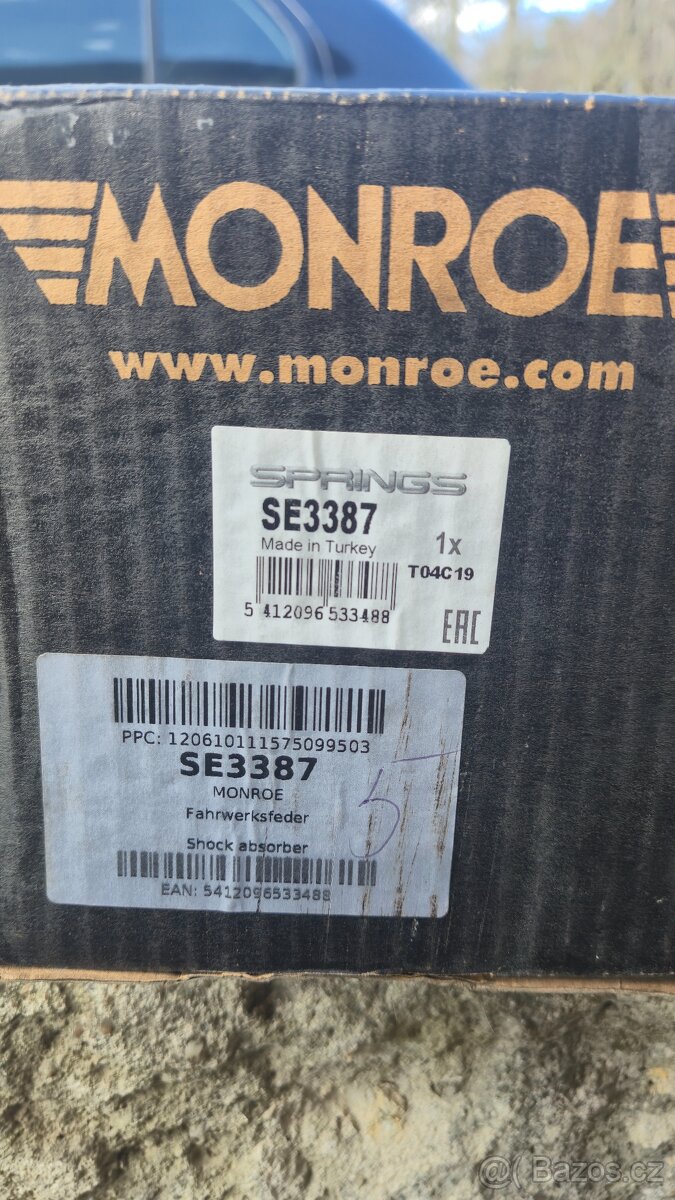 MONROE
www.monroe.com
SPRINGS
SE3387
Made in Turkey
1x
T04C19
5 412096 533488
EAC
PPC: 120610111575099503
SE3387
MONROE
Fahrwerksfeder
Shock absorber
EAN: 5412096533488
5
@ Bazos.cz